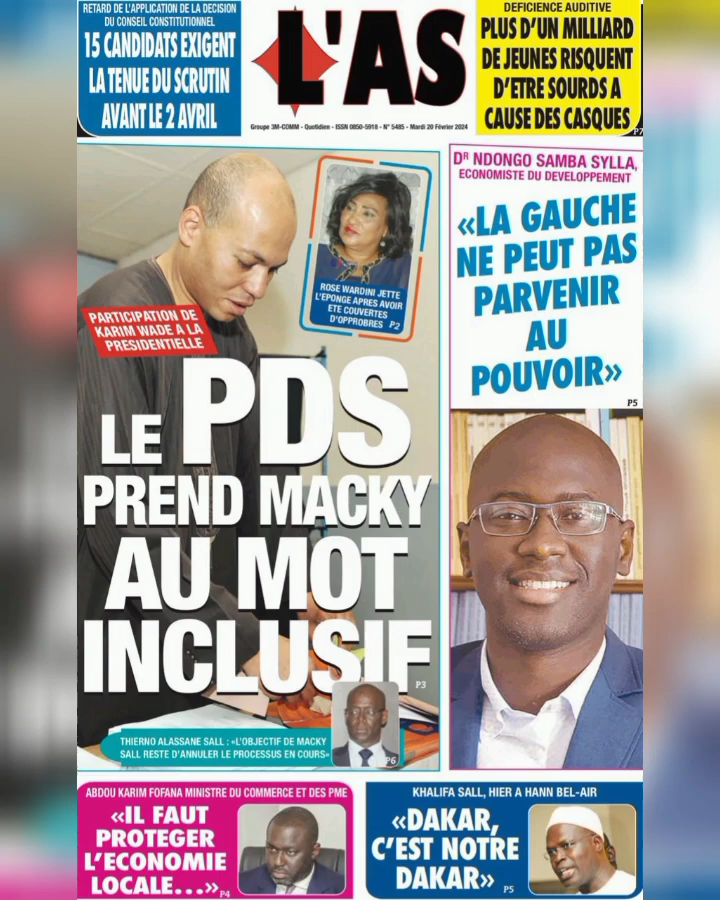 RETARD DE L'APPLICATION DE LA DECISION
DU CONSEIL CONSTITUTIONNEL
15 CANDIDATS EXIGENT
LA TENUE DU SCRUTIN
AVANT LE 2 AVRIL
L'AS
Groupe 3M-COMM - Quotidien - ISSN 0850-5918 - N° 5485 - Mardi 20 Février 2024
DEFICIENCE AUDITIVE
PLUS D'UN MILLIARD
DE JEUNES RISQUENT
D'ETRE SOURDS A
CAUSE DES CASQUES
P7
ROSE WARDINI JETTE
L'EPONGE APRES AVOIR
ETE COUVERTES
D'OPPROBRES P2
PARTICIPATION DE
KARIM WADE A LA
PRESIDENTIELLE
LE PDS
PREND MACKY
AU MOT
INCLUSIF
P3
THIERNO ALASSANE SALL : «L'OBJECTIF DE MACKY
SALL RESTE D'ANNULER LE PROCESSUS EN COURS»
P6
DR NDONGO SAMBA SYLLA,
ECONOMISTE DU DEVELOPPEMENT
«LA GAUCHE
NE PEUT PAS
PARVENIR
AU
POUVOIR»
P5
ABDOU KARIM FOFANA MINISTRE DU COMMERCE ET DES PME
«IL FAUT
PROTEGER
L'ECONOMIE
LOCALE...» P4
KHALIFA SALL, HIER A HANN BEL-AIR
«DAKAR,
C'EST NOTRE
DAKAR» P5